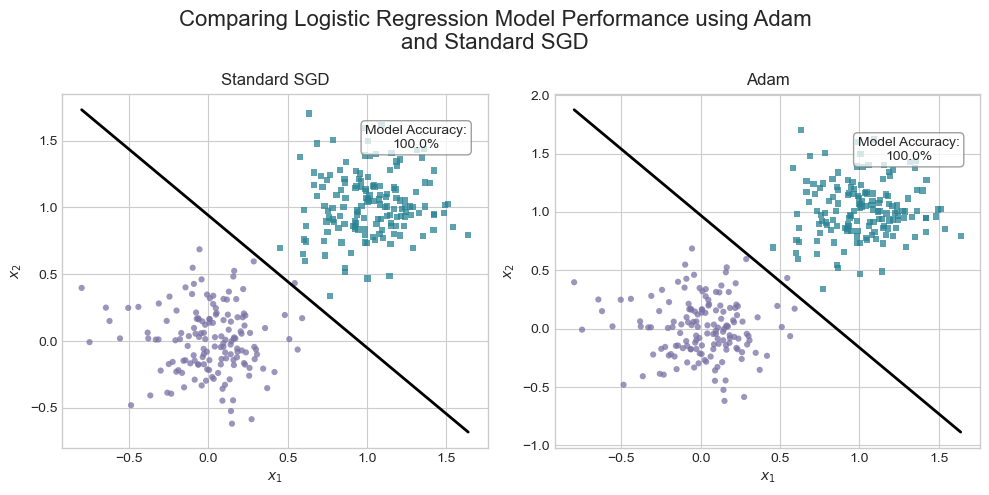 Comparing Logistic Regression Model Performance using Adam
and Standard SGD
Standard SGD
Model Accuracy:
100.0%
1.5
1.0
0.5
0.0
−0.5
x₂
−0.5 0.0 0.5 1.0 1.5
x₁
Adam
Model Accuracy:
100.0%
2.0
1.5
1.0
0.5
0.0
−0.5
−1.0
x₂
−0.5 0.0 0.5 1.0 1.5
x₁